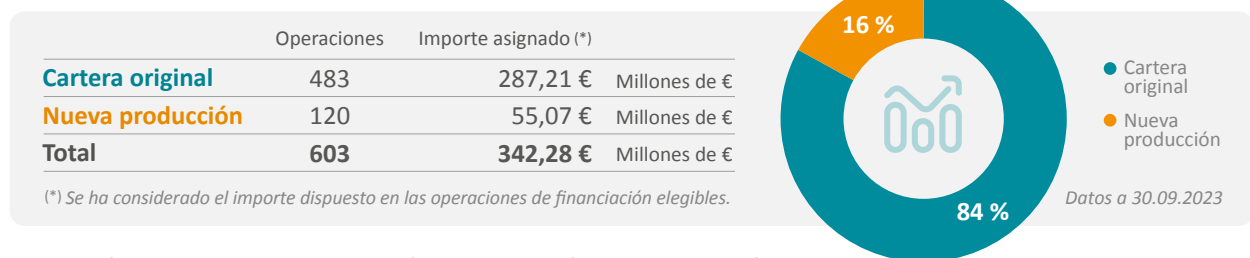 Operaciones Importe asignado (*)
Cartera original 483 287,21 € Millones de €
Nueva producción 120 55,07 € Millones de €
Total 603 342,28 € Millones de €
(*) Se ha considerado el importe dispuesto en las operaciones de financiación elegibles.
16 %
84 %
Cartera
original
Nueva
producción
Datos a 30.09.2023